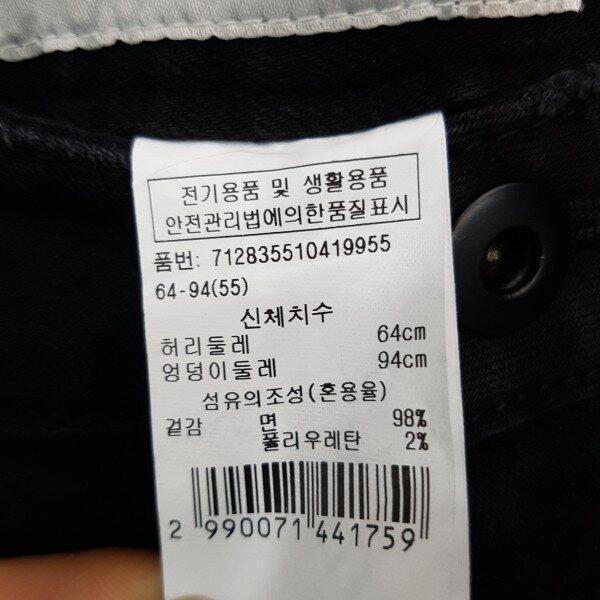 전기용품 및 생활용품
안전관리법에의한품질표시
품번: 712835510419955
64-94(55)
신체치수
허리둘레 64cm
엉덩이둘레 94cm
섬유의조성(혼용율)
겉감 면 98%
폴리우레탄 2%
2 990071 441759